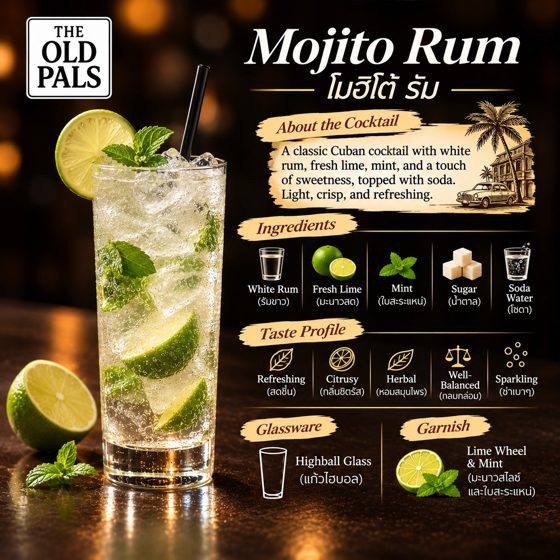 THE
OLD
PALS
Mojito Rum
โมฮิโต้ รัม
About the Cocktail
A classic Cuban cocktail with white
rum, fresh lime, mint, and a touch
of sweetness, topped with soda.
Light, crisp, and refreshing.
Ingredients
White Rum
(รัมขาว)
Fresh Lime
(มะนาวสด)
Mint
(ใบสะระแหน่)
Sugar
(น้ำตาล)
Soda
Water
(โซดา)
Taste Profile
Refreshing
(สดชื่น)
Citrusy
(กลิ่นซิตรัส)
Herbal
(หอมสมุนไพร)
Well-
Balanced
(กลมกล่อม)
Sparkling
(ซ่าเบาๆ)
Glassware
Highball Glass
(แก้วไฮบอล)
Garnish
Lime Wheel
& Mint
(มะนาวสไลซ์
และใบสะระแหน่)